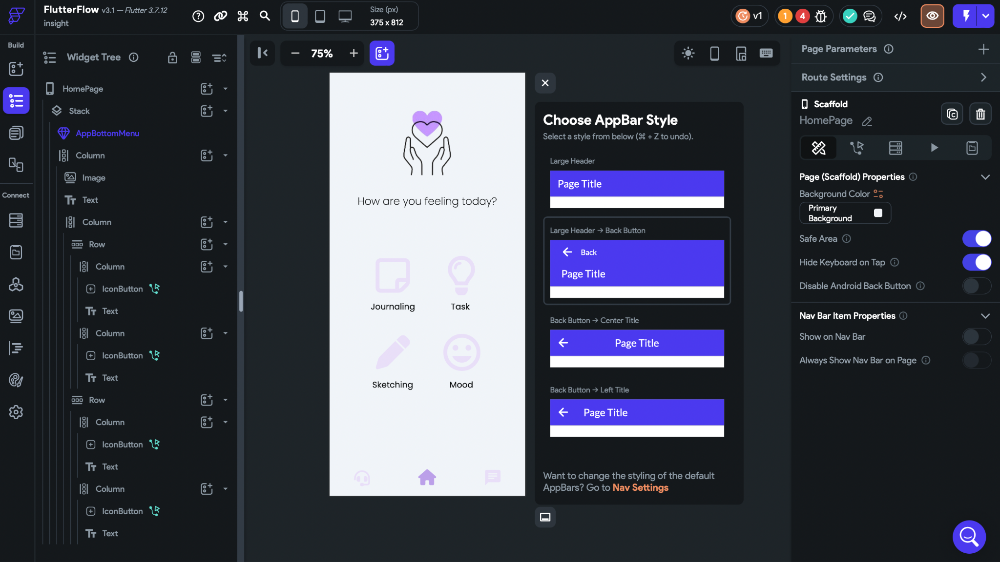 FlutterFlow v3.1 — Flutter 3.7.12
insight
Size (px)
375 x 812
v1
1
4
Build
Connect
Widget Tree
HomePage
Stack
AppBottomMenu
Column
Image
Text
Column
Row
Column
IconButton
Text
Column
IconButton
Text
Row
Column
IconButton
Text
Column
IconButton
Text
75%
How are you feeling today?
Journaling
Task
Sketching
Mood
Choose AppBar Style
Select a style from below (⌘ + Z to undo).
Large Header
Page Title
Large Header → Back Button
Back
Page Title
Back Button → Center Title
Page Title
Back Button → Left Title
Page Title
Want to change the styling of the default
AppBars? Go to Nav Settings
Page Parameters
Route Settings
Scaffold
HomePage
Page (Scaffold) Properties
Background Color
Primary
Background
Safe Area
Hide Keyboard on Tap
Disable Android Back Button
Nav Bar Item Properties
Show on Nav Bar
Always Show Nav Bar on Page